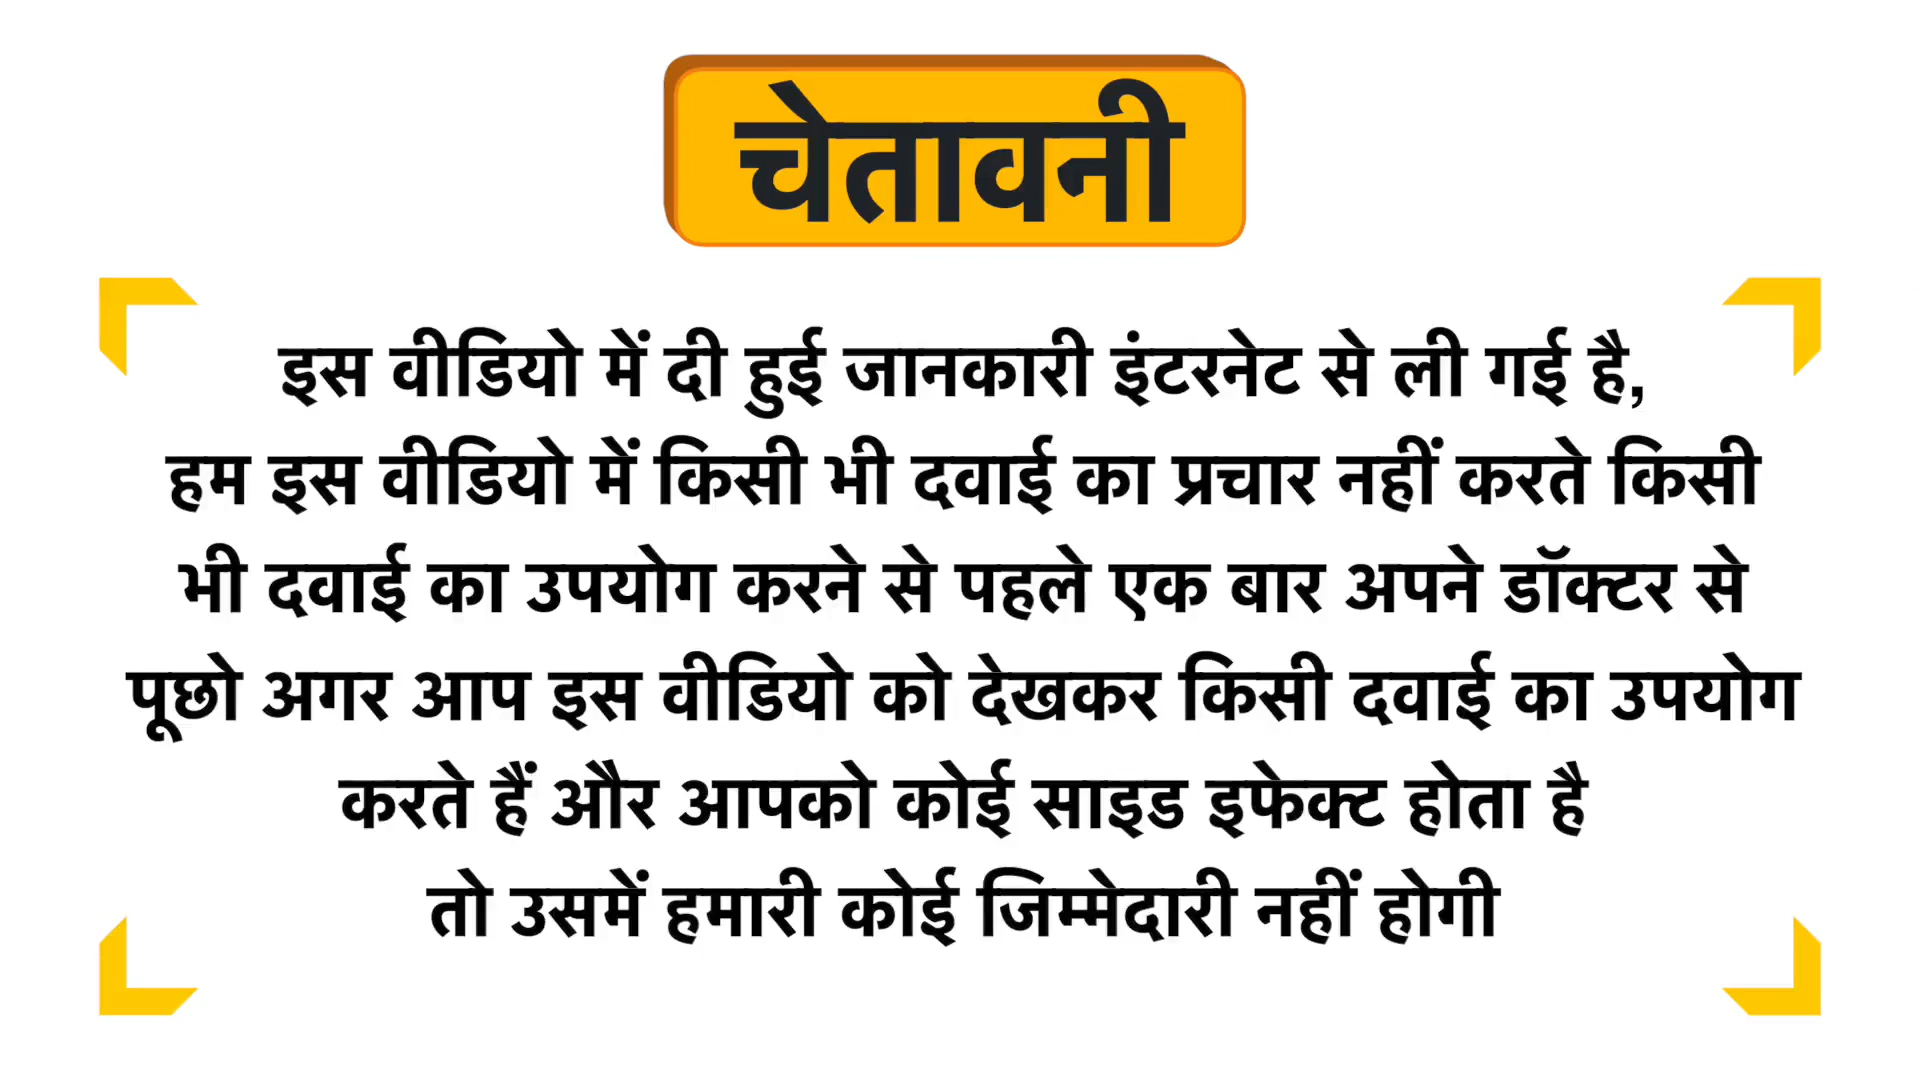 चेतावनी
इस वीडियो में दी हुई जानकारी इंटरनेट से ली गई है,
हम इस वीडियो में किसी भी दवाई का प्रचार नहीं करते किसी
भी दवाई का उपयोग करने से पहले एक बार अपने डॉक्टर से
पूछो अगर आप इस वीडियो को देखकर किसी दवाई का उपयोग
करते हैं और आपको कोई साइड इफेक्ट होता है
तो उसमें हमारी कोई जिम्मेदारी नहीं होगी